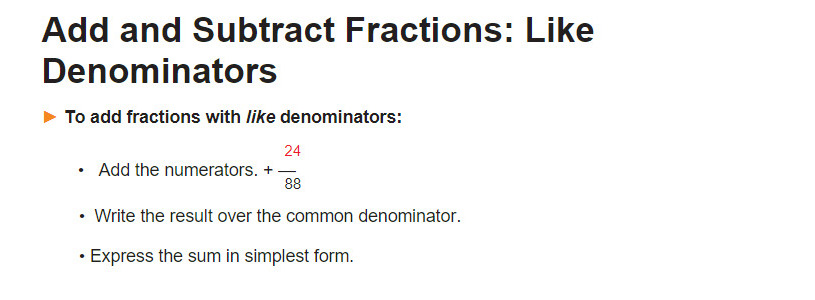 Add and Subtract Fractions: Like
Denominators
► To add fractions with like denominators:
24
• Add the numerators. + —
88
• Write the result over the common denominator.
• Express the sum in simplest form.